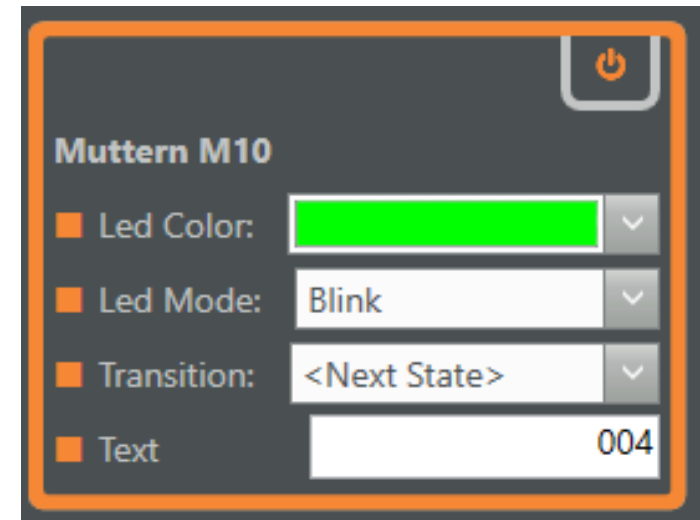 Muttern M10
Led Color:
Led Mode: Blink
Transition: <Next State>
Text 004